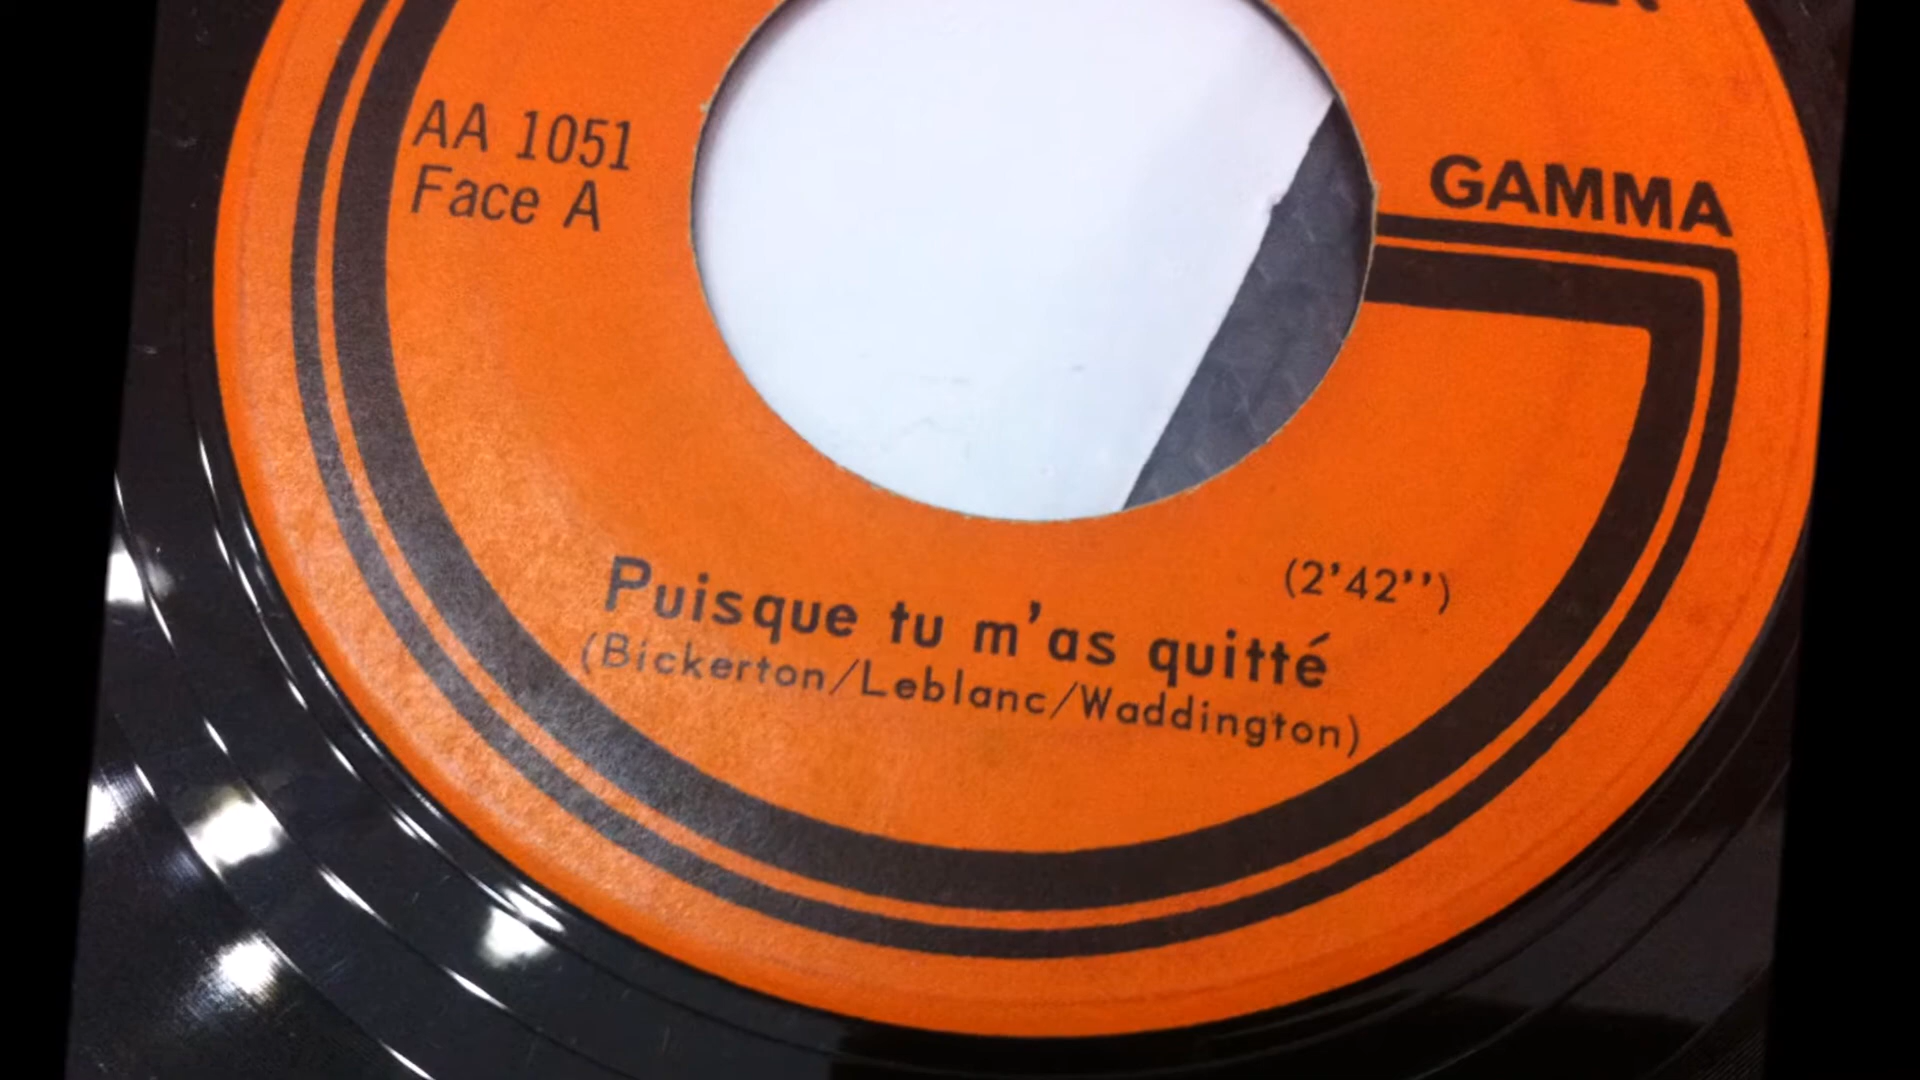 AA 1051
Face A
GAMMA
(2'42'')
Puisque tu m'as quitté
(Bickerton/Leblanc/Waddington)